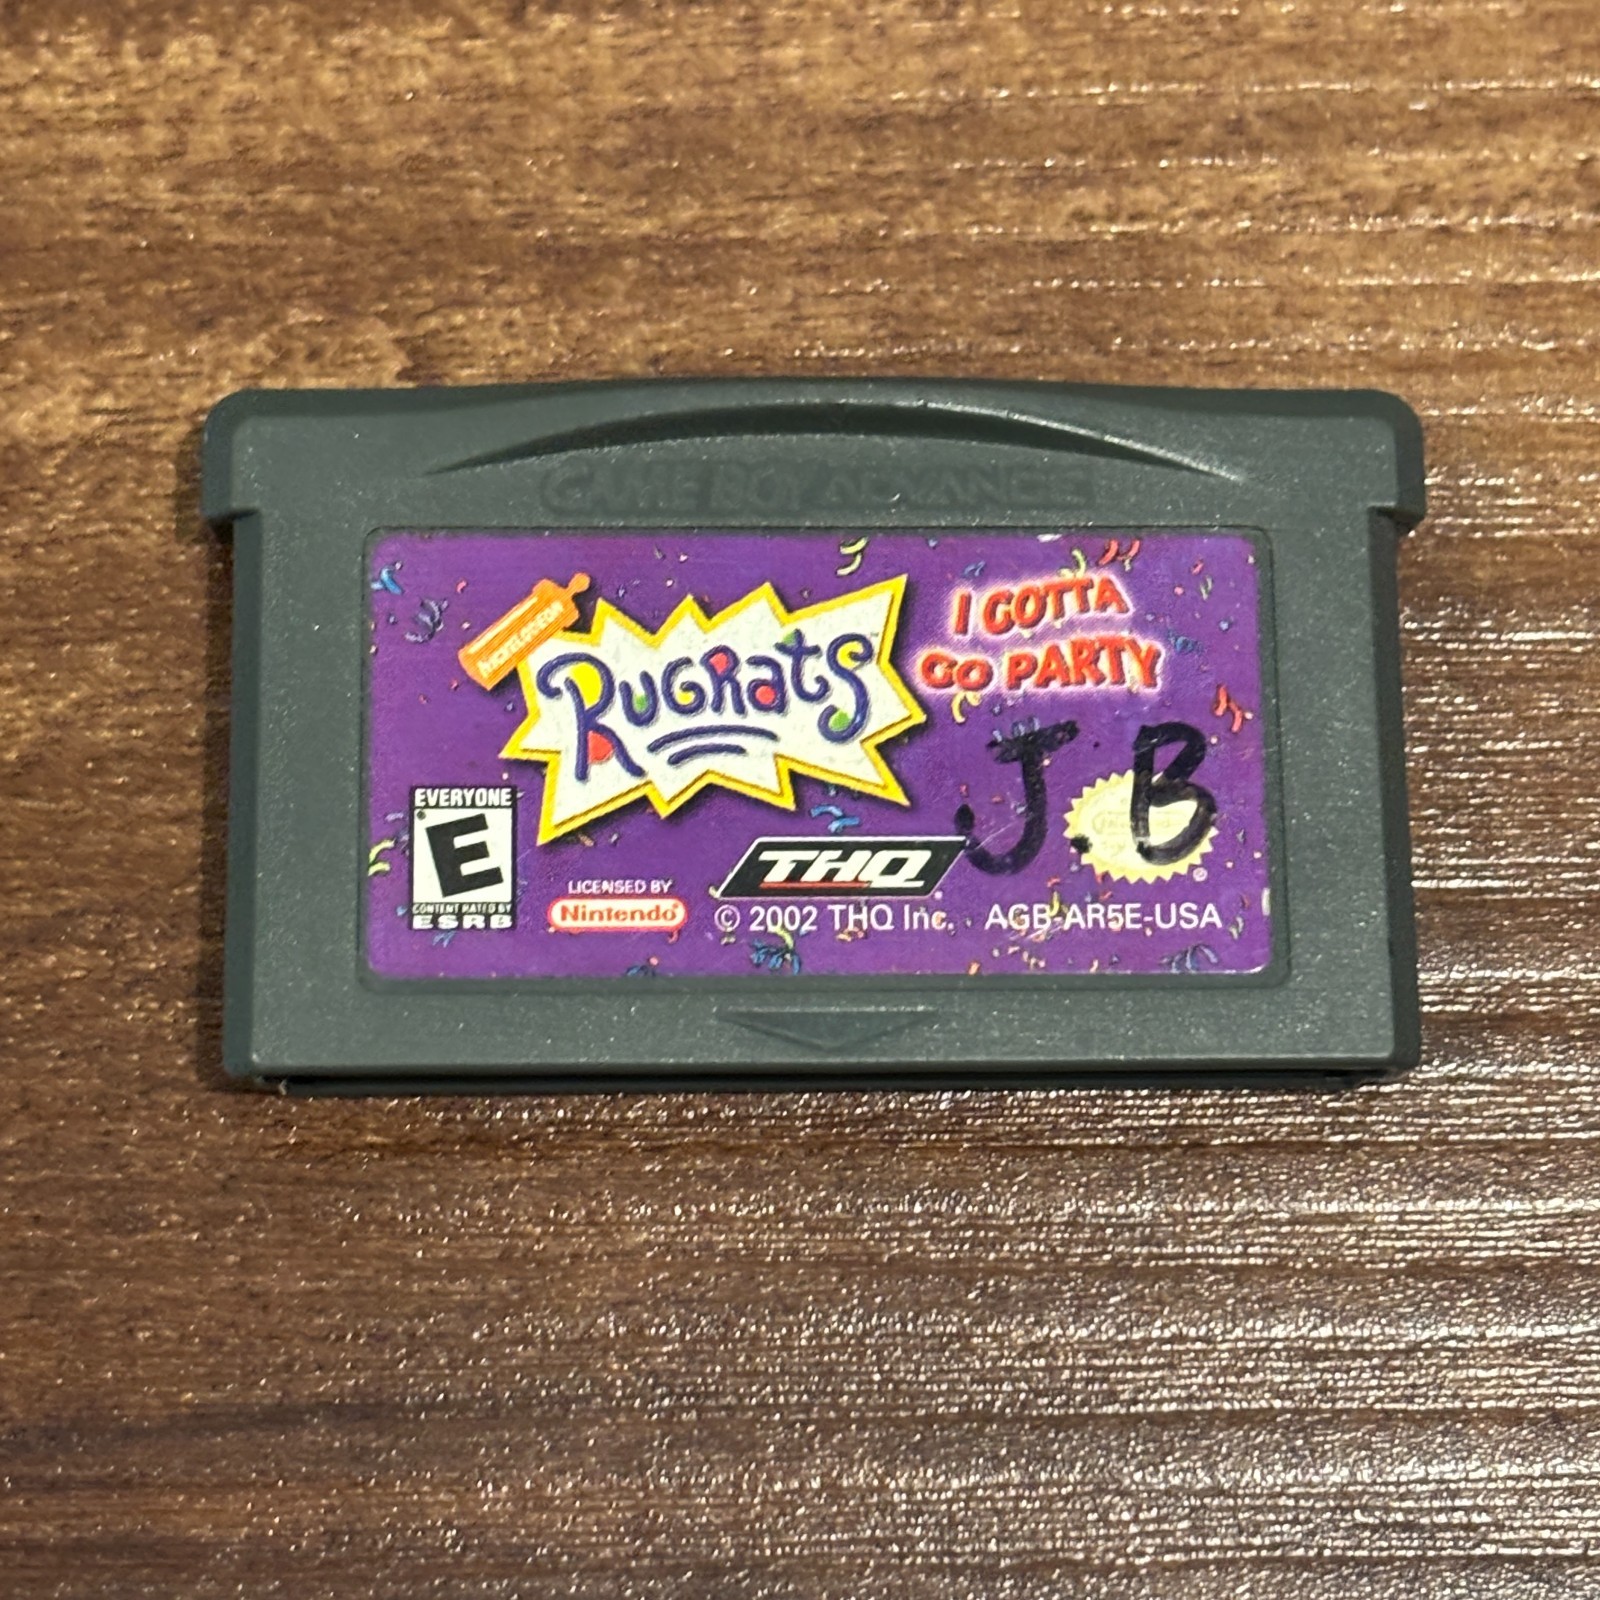 GAME BOY ADVANCE
NICKELODEON
RUGRATS™
I GOTTA
GO PARTY
J.B
EVERYONE
E
CONTENT RATED BY
ESRB
LICENSED BY
Nintendo®
THQ®
© 2002 THQ Inc. AGB-AR5E-USA